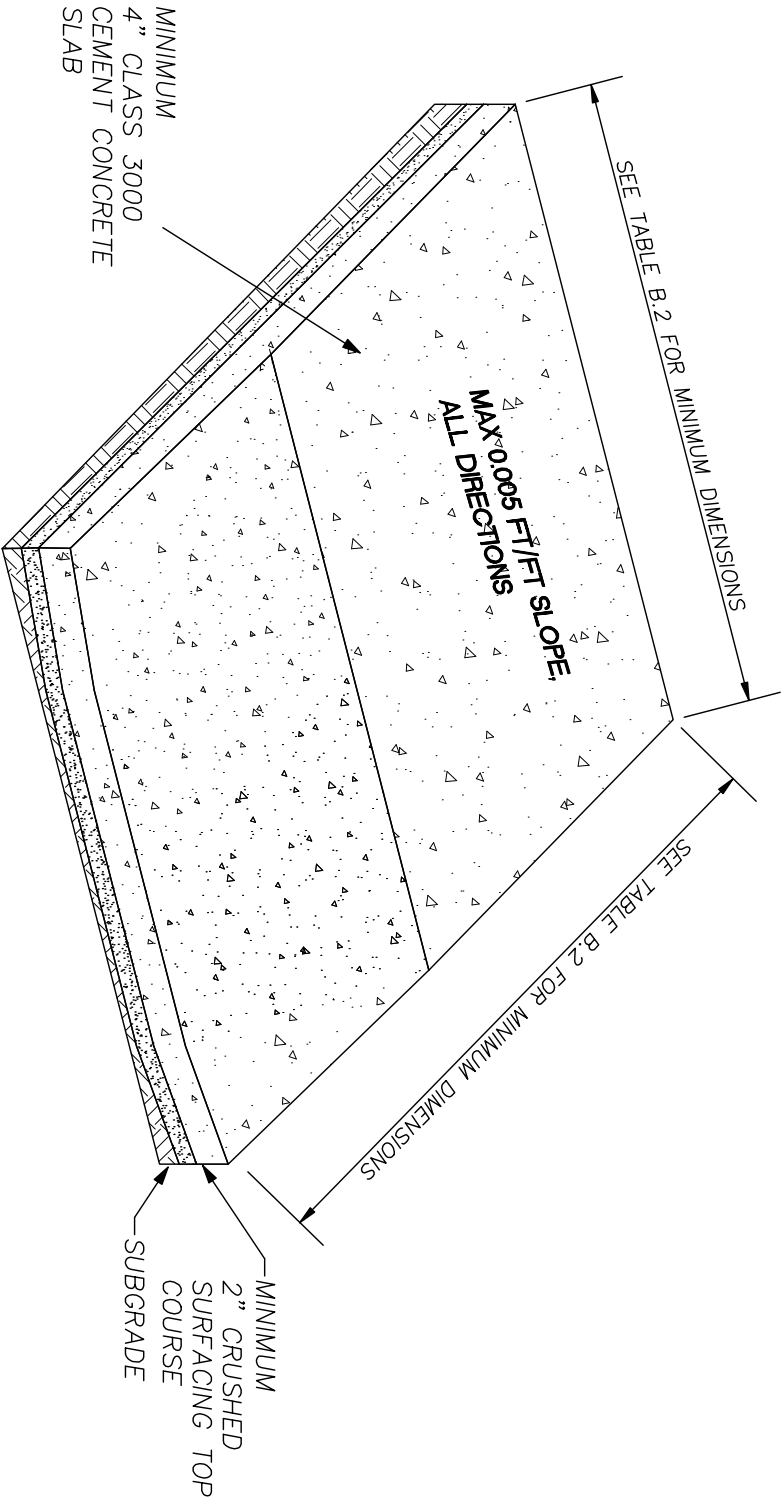 SEE TABLE B.2 FOR MINIMUM DIMENSIONS
SEE TABLE B.2 FOR MINIMUM DIMENSIONS
MAX 0.005 FT/FT SLOPE,
ALL DIRECTIONS
MINIMUM
4" CLASS 3000
CEMENT CONCRETE
SLAB
MINIMUM
2" CRUSHED
SURFACING TOP
COURSE
SUBGRADE